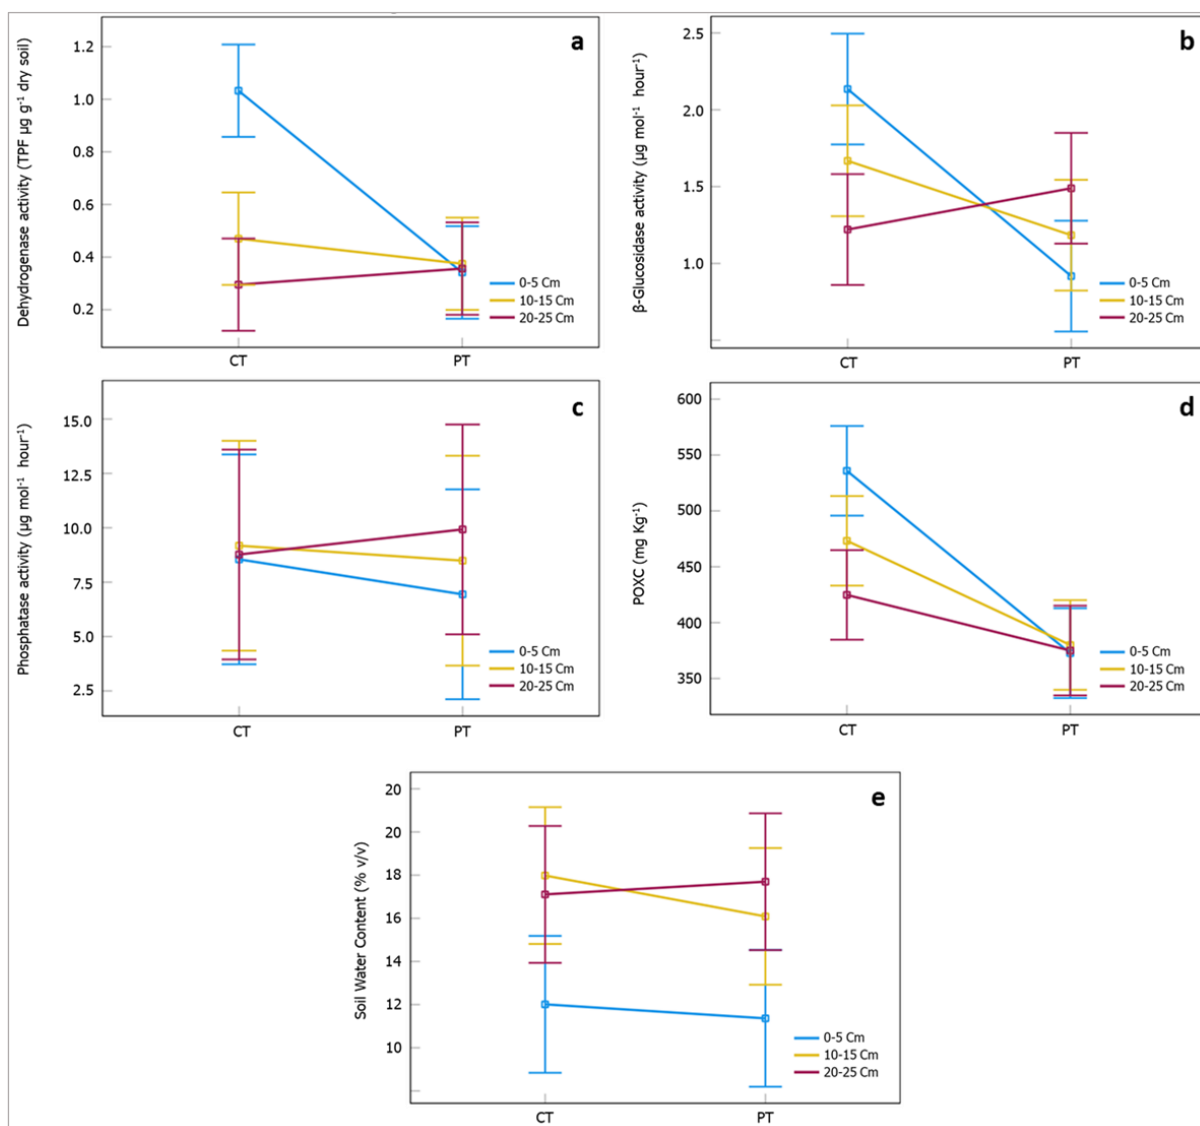 a
Dehydrogenase activity (TPF µg g⁻¹ dry soil)
1.2
1.0
0.8
0.6
0.4
0.2
0-5 Cm
10-15 Cm
20-25 Cm
CT
PT
b
β-Glucosidase activity (µg mol⁻¹ hour⁻¹)
2.5
2.0
1.5
1.0
0-5 Cm
10-15 Cm
20-25 Cm
CT
PT
c
Phosphatase activity (µg mol⁻¹ hour⁻¹)
15.0
12.5
10.0
7.5
5.0
2.5
0-5 Cm
10-15 Cm
20-25 Cm
CT
PT
d
POXC (mg Kg⁻¹)
600
550
500
450
400
350
0-5 Cm
10-15 Cm
20-25 Cm
CT
PT
e
Soil Water Content (% v/v)
20
20
18
16
14
12
10
0-5 Cm
10-15 Cm
20-25 Cm
CT
PT